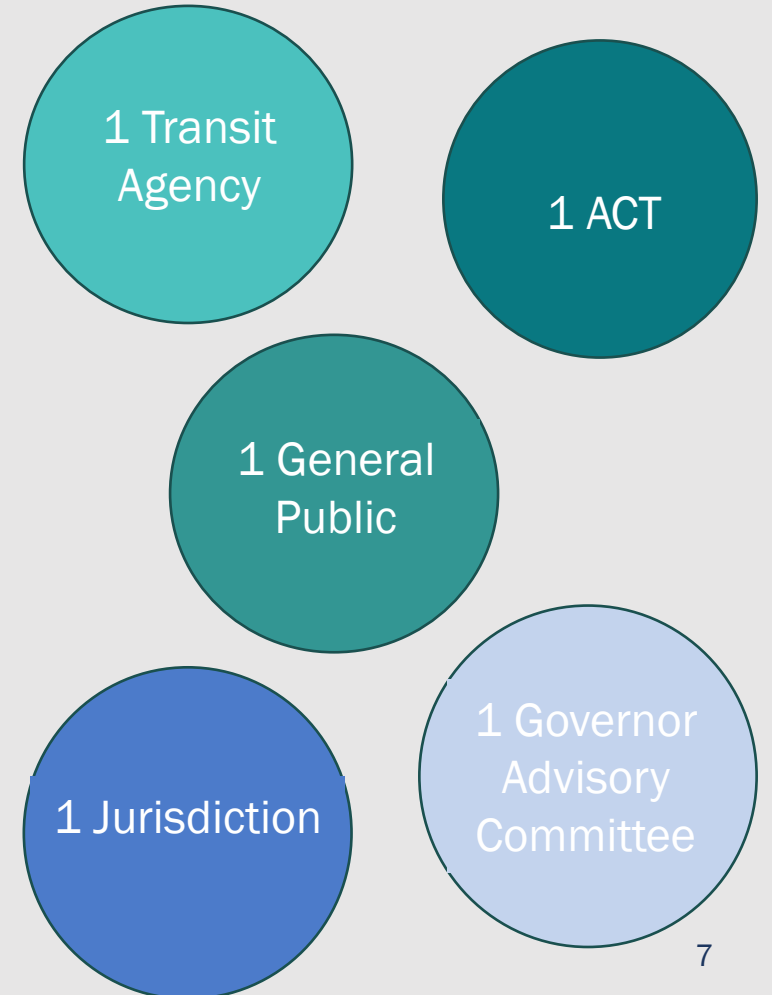 1 Transit
Agency
1 ACT
1 General
Public
1 Jurisdiction
1 Governor
Advisory
Committee
7